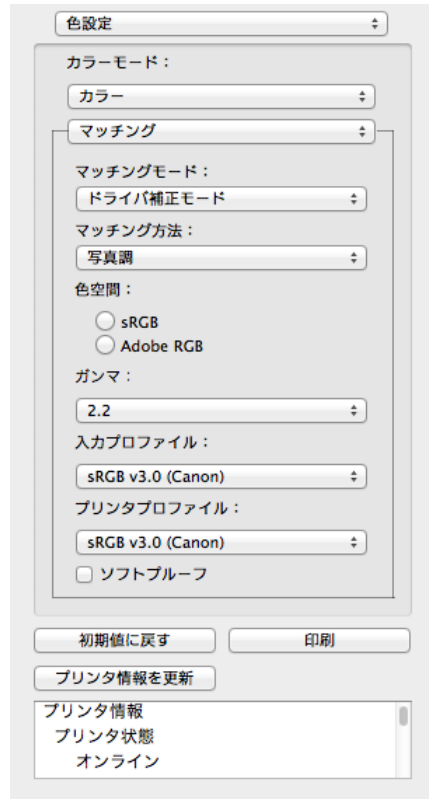 色設定
カラーモード：
カラー
マッチング
マッチングモード：
ドライバ補正モード
マッチング方法：
写真調
色空間：
sRGB
Adobe RGB
ガンマ：
2.2
入力プロファイル：
sRGB v3.0 (Canon)
プリンタプロファイル：
sRGB v3.0 (Canon)
ソフトプルーフ
初期値に戻す 印刷
プリンタ情報を更新
プリンタ情報
プリンタ状態
オンライン